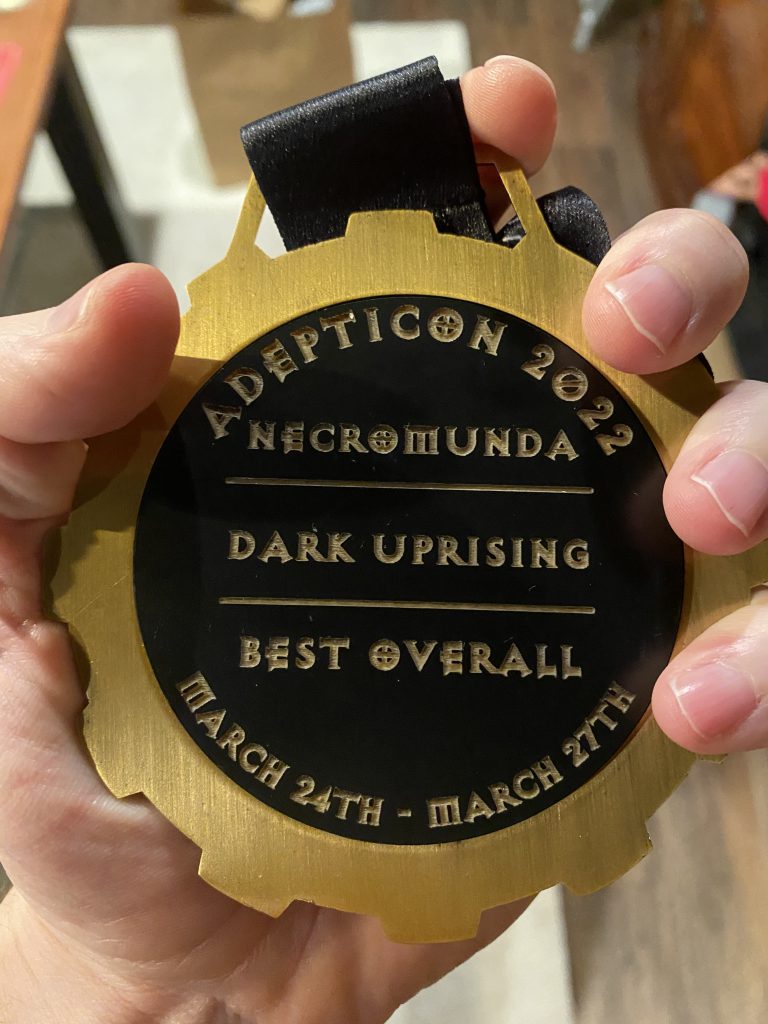 ADEPTICON 2022
NECROMUNDA
DARK UPRISING
BEST OVERALL
MARCH 24TH - MARCH 27TH